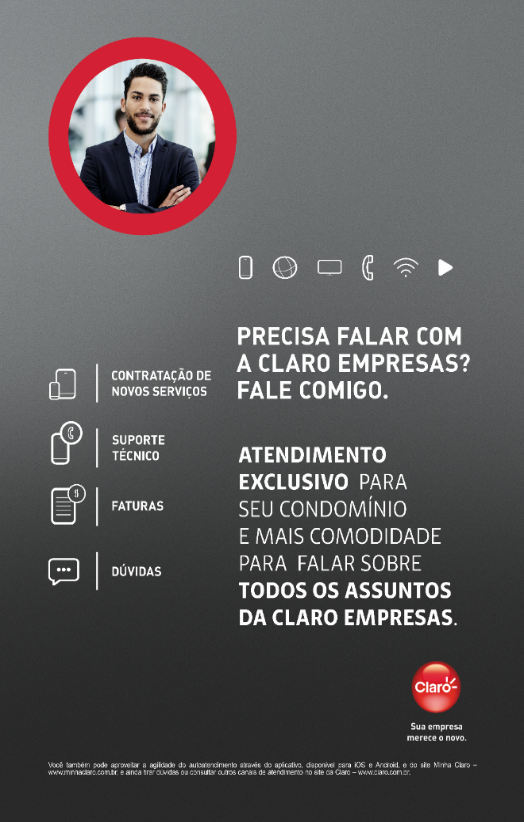 PRECISA FALAR COM
A CLARO EMPRESAS?
FALE COMIGO.
CONTRATAÇÃO DE
NOVOS SERVIÇOS
SUPORTE
TÉCNICO
FATURAS
DÚVIDAS
ATENDIMENTO
EXCLUSIVO PARA
SEU CONDOMÍNIO
E MAIS COMODIDADE
PARA FALAR SOBRE
TODOS OS ASSUNTOS
DA CLARO EMPRESAS.
Claro
Sua empresa
merece o novo.
Você também pode aproveitar a agilidade do autoatendimento através do aplicativo, disponível para iOS e Android, e do site Minha Claro –
www.minhaclaro.com.br, e ainda tirar dúvidas ou consultar outros canais de atendimento no site da Claro – www.claro.com.br.